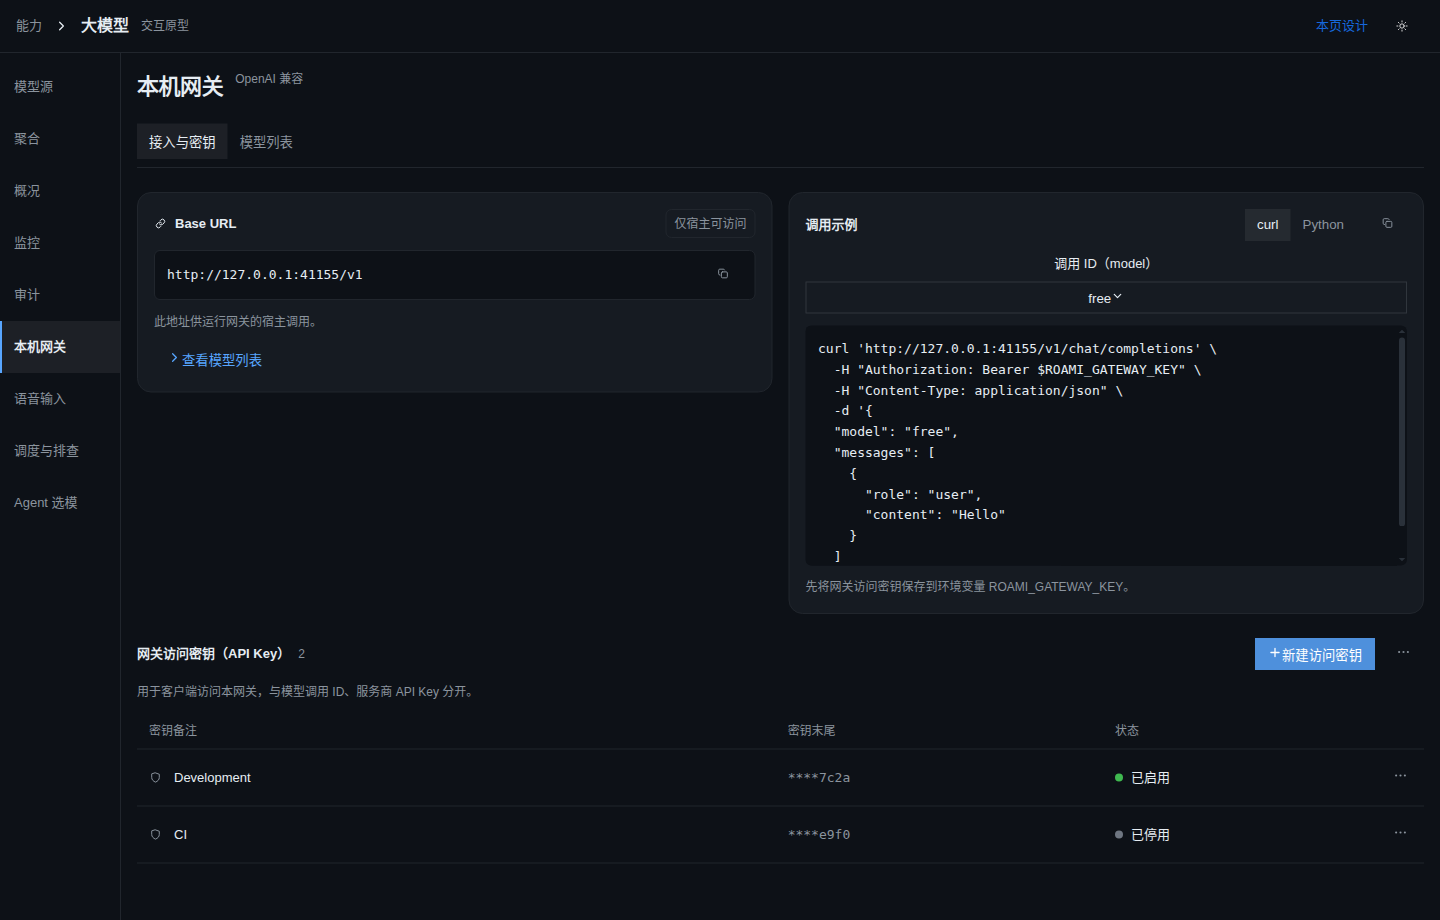 能力 大模型 交互原型
本页设计
模型源
聚合
概况
监控
审计
本机网关
语音输入
调度与排查
Agent 选模
本机网关 OpenAI 兼容
接入与密钥 模型列表
Base URL 仅宿主可访问
http://127.0.0.1:41155/v1
此地址供运行网关的宿主调用。
查看模型列表
调用示例 curl Python
调用 ID（model）
free
curl 'http://127.0.0.1:41155/v1/chat/completions' \
  -H "Authorization: Bearer $ROAMI_GATEWAY_KEY" \
  -H "Content-Type: application/json" \
  -d '{
  "model": "free",
  "messages": [
    {
      "role": "user",
      "content": "Hello"
    }
  ]
先将网关访问密钥保存到环境变量 ROAMI_GATEWAY_KEY。
网关访问密钥（API Key） 2
新建访问密钥
用于客户端访问本网关，与模型调用 ID、服务商 API Key 分开。
密钥备注 密钥末尾 状态
Development ****7c2a 已启用
CI ****e9f0 已停用